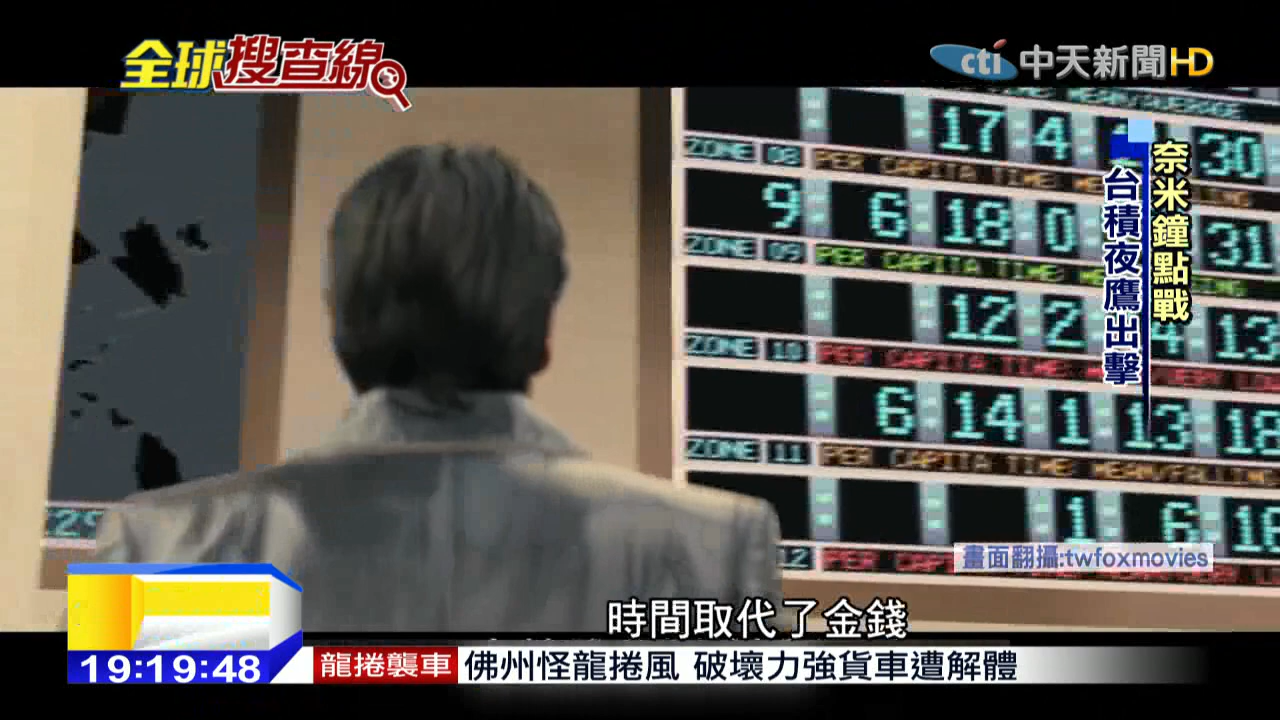 全球搜查線
cti 中天新聞HD
奈米鐘點戰
台積夜鷹出擊
17 4 30
ZONE 08 PER CAPITA TIME:
9 6 18 0 31
ZONE 09 PER CAPITA TIME:
12 2 4 13
ZONE 10 PER CAPITA TIME:
6 14 1 13 18
ZONE 11 PER CAPITA TIME: MEAN/FALLING
1 6 16
12 PER
畫面翻攝:twfoxmovies
時間取代了金錢
19:19:48
龍捲襲車 佛州怪龍捲風 破壞力強貨車遭解體